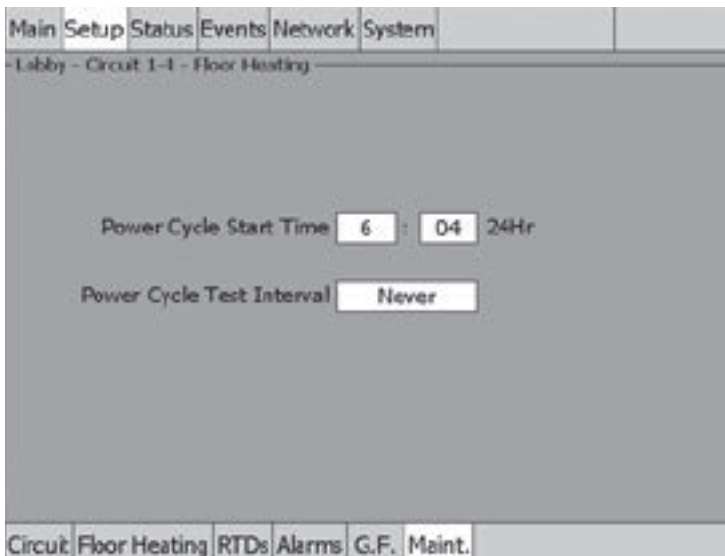 Main Setup Status Events Network System
Lobby - Circuit 1-1 - Floor Heating
Power Cycle Start Time 6 : 04 24Hr
Power Cycle Test Interval Never
Circuit Floor Heating RTDs Alarms G.F. Maint.